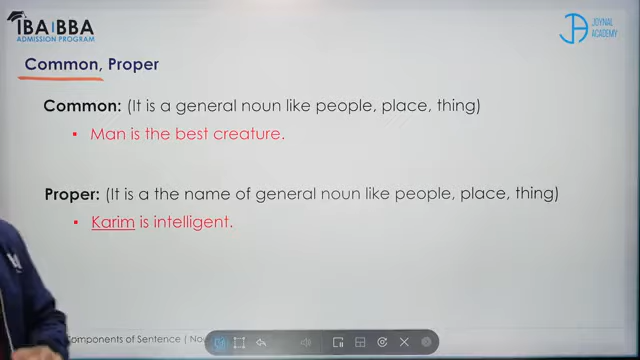 IBA|BBA
ADMISSION PROGRAM
JOYNAL
ACADEMY
Common, Proper
Common: (It is a general noun like people, place, thing)
▪ Man is the best creature.
Proper: (It is a the name of general noun like people, place, thing)
▪ Karim is intelligent.
Components of Sentence ( No